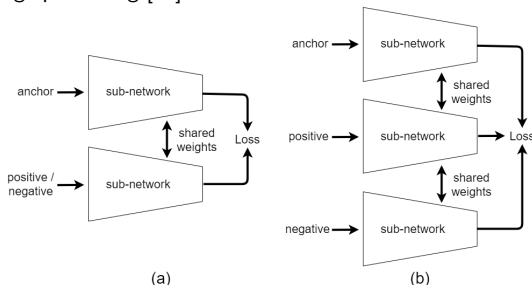 anchor
sub-network
shared
weights
Loss
positive /
negative
sub-network
(a)
anchor
sub-network
shared
weights
positive
sub-network
Loss
shared
weights
negative
sub-network
(b)